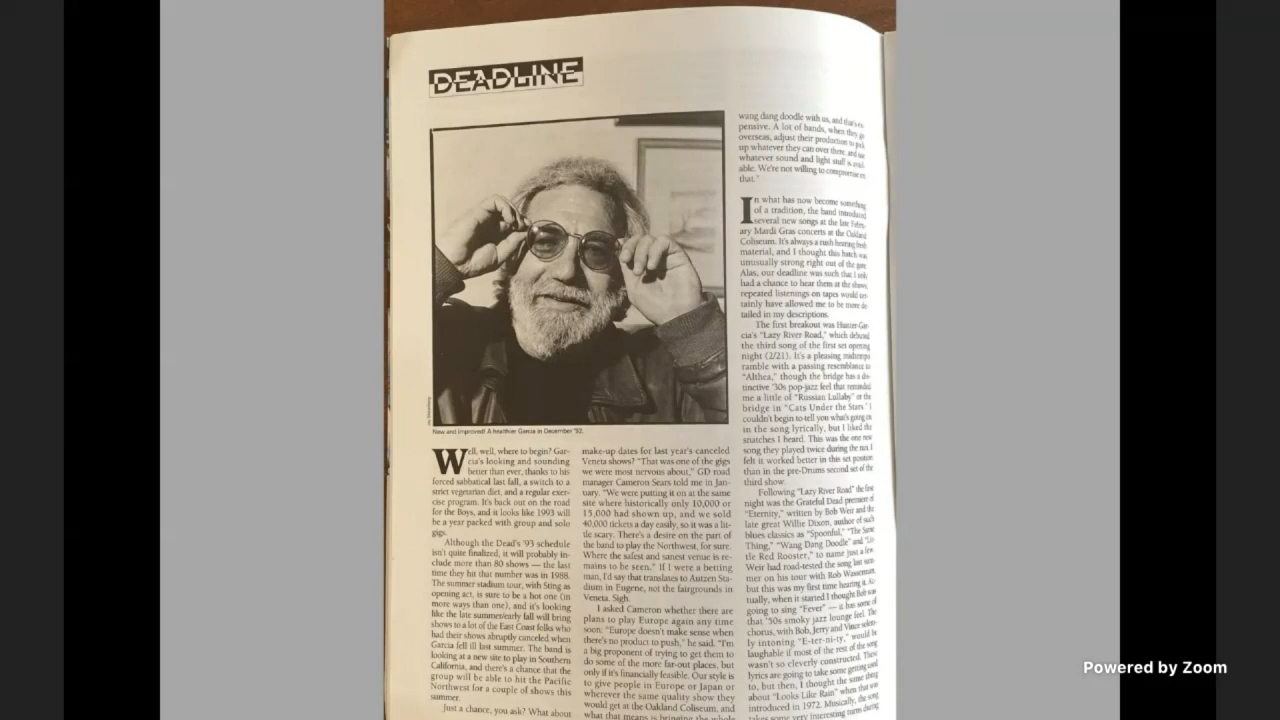 DEADLINE
New and improved! A healthier Garcia in December '92.
Well, well, where to begin? Gar-
cia's looking and sounding
better than ever, thanks to his
forced sabbatical last fall, a switch to a
strict vegetarian diet, and a regular exer-
cise program. It's back out on the road
for the Boys, and it looks like 1993 will
be a year packed with group and solo
gigs.
Although the Dead's '93 schedule
isn't quite finalized, it will probably in-
clude more than 80 shows — the last
time they hit that number was in 1988.
The summer stadium tour, with Sting as
opening act, is sure to be a hot one (in
more ways than one), and it's looking
like the late summer/early fall will bring
shows to a lot of the East Coast folks who
had their shows abruptly canceled when
Garcia fell ill last summer. The band is
looking at a new site to play in Southern
California, and there's a chance that the
group will be able to hit the Pacific
Northwest for a couple of shows this
summer.
Just a chance, you ask? What about
make-up dates for last year's canceled
Veneta shows? "That was one of the gigs
we were most nervous about," GD road
manager Cameron Sears told me in Jan-
uary. "We were putting it on at the same
site where historically only 10,000 or
15,000 had shown up, and we sold
40,000 tickets a day easily, so it was a lit-
tle scary. There's a desire on the part of
the band to play the Northwest, for sure.
Where the safest and sanest venue is re-
mains to be seen." If I were a betting
man, I'd say that translates to Autzen Sta-
dium in Eugene, not the fairgrounds in
Veneta. Sigh.
I asked Cameron whether there are
plans to play Europe again any time
soon. "Europe doesn't make sense when
there's no product to push," he said. "I'm
a big proponent of trying to get them to
do some of the more far-out places, but
only if it's financially feasible. Our style is
to give people in Europe or Japan or
wherever the same quality show they
would get at the Oakland Coliseum, and
what that means is bringing the whole
wang dang doodle with us, and that's ex-
pensive. A lot of bands, when they go
overseas, adjust their production to pick
up whatever they can over there, and use
whatever sound and light stuff is avail-
able. We're not willing to compromise on
that."
In what has now become something
of a tradition, the band introduced
several new songs at the late Febru-
ary Mardi Gras concerts at the Oakland
Coliseum. It's always a rush hearing fresh
material, and I thought this batch was
unusually strong right out of the gate.
Alas, our deadline was such that I only
had a chance to hear them at the shows;
repeated listenings on tapes would cer-
tainly have allowed me to be more de-
tailed in my descriptions.
The first breakout was Hunter-Gar-
cia's "Lazy River Road," which debuted
the third song of the first set opening
night (2/21). It's a pleasing midtempo
ramble with a passing resemblance to
"Althea," though the bridge has a dis-
tinctive '30s pop-jazz feel that reminded
me a little of "Russian Lullaby" or the
bridge in "Cats Under the Stars." I
couldn't begin to tell you what's going on
in the song lyrically, but I liked the
snatches I heard. This was the one new
song they played twice during the run. I
felt it worked better in this set position
than in the pre-Drums second set of the
third show.
Following "Lazy River Road" the first
night was the Grateful Dead premiere of
"Eternity," written by Bob Weir and the
late great Willie Dixon, author of such
blues classics as "Spoonful," "The Same
Thing," "Wang Dang Doodle" and "Lit-
tle Red Rooster," to name just a few.
Weir had road-tested the song last sum-
mer on his tour with Rob Wasserman,
but this was my first time hearing it. Ac-
tually, when it started I thought Bob was
going to sing "Fever" — it has some of
that '50s smoky jazz lounge feel. The
chorus, with Bob, Jerry and Vince solemn-
ly intoning "E-ter-ni-ty," would be
laughable if most of the rest of the song
wasn't so cleverly constructed. These
lyrics are going to take some getting used
to, but then, I thought the same thing
about "Looks Like Rain" when that was
introduced in 1972. Musically, the song
takes some very interesting turns during
Powered by Zoom